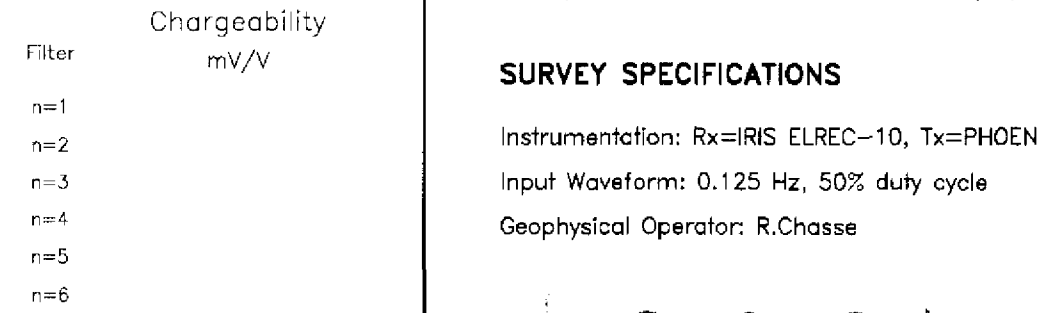 Chargeability
Filter
mV/V
n=1
n=2
n=3
n=4
n=5
n=6
SURVEY SPECIFICATIONS
Instrumentation: Rx=IRIS ELREC-10, Tx=PHOEN
Input Waveform: 0.125 Hz, 50% duty cycle
Geophysical Operator: R.Chasse